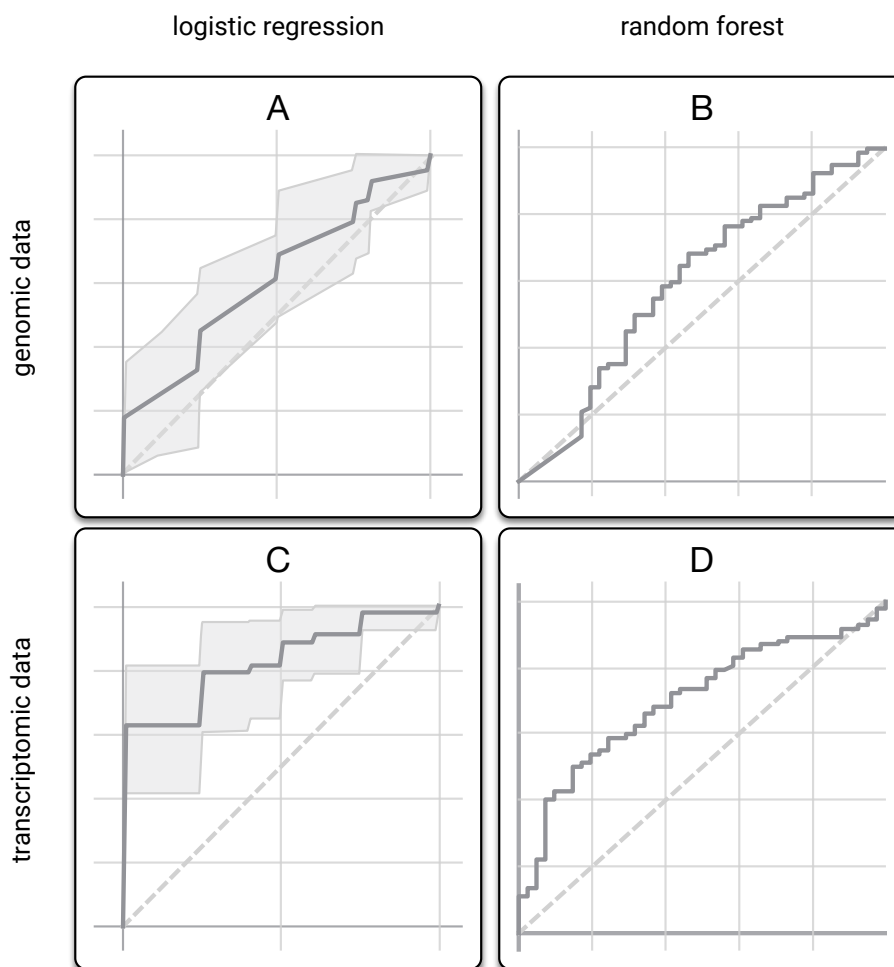 logistic regression
random forest
genomic data
A
B
transcriptomic data
C
D